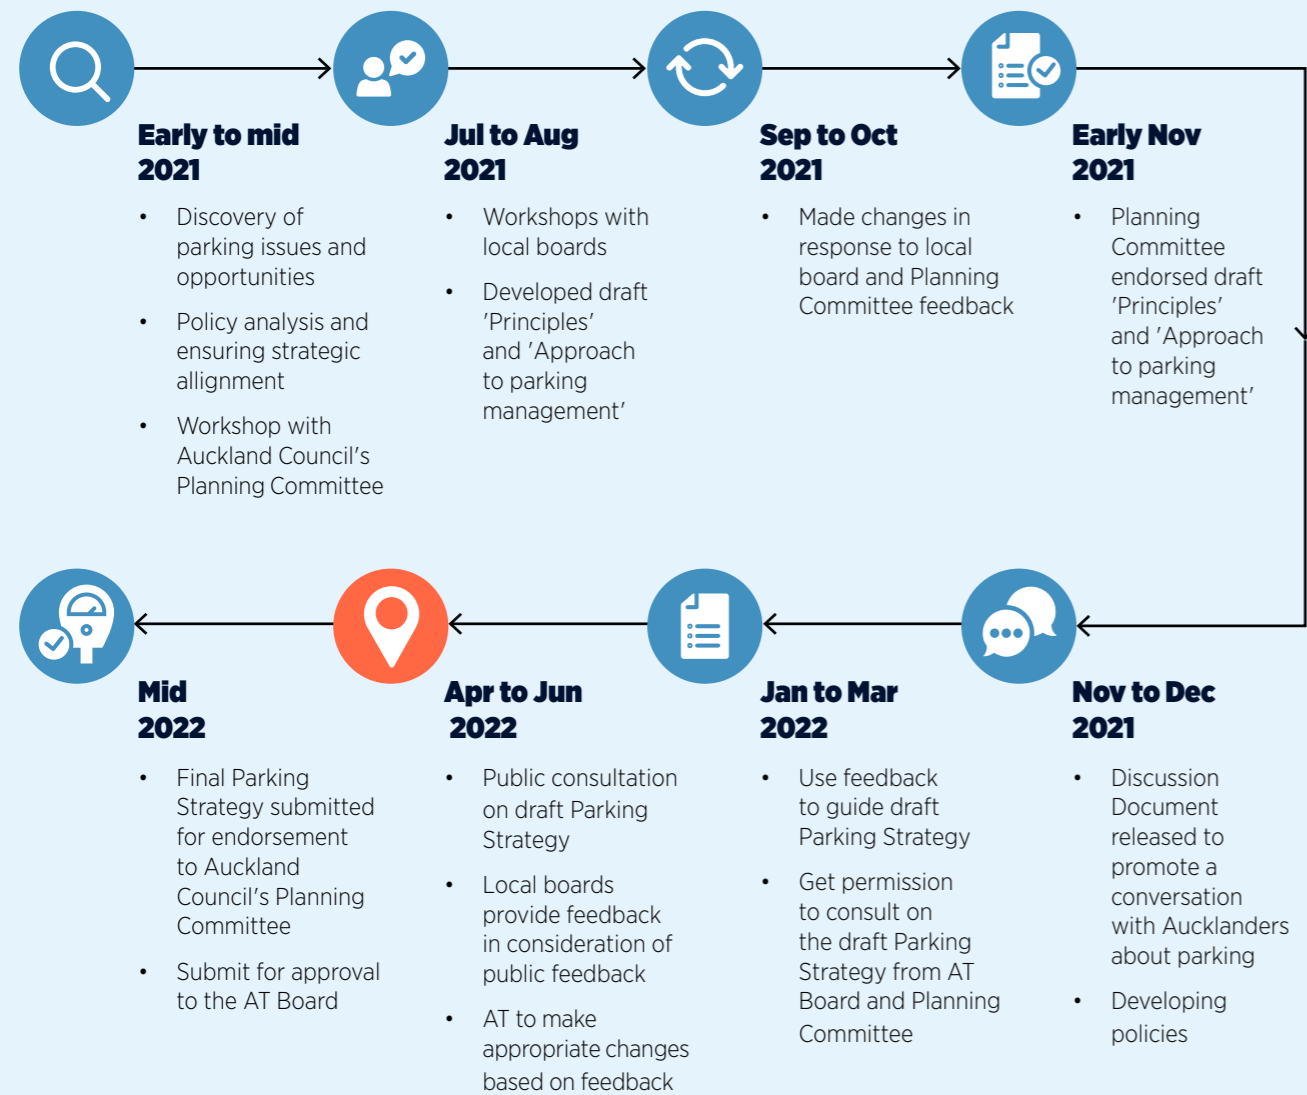 Early to mid
2021
• Discovery of
parking issues and
opportunities
• Policy analysis and
ensuring strategic
allignment
• Workshop with
Auckland Council's
Planning Committee
Jul to Aug
2021
• Workshops with
local boards
• Developed draft
'Principles'
and 'Approach
to parking
management'
Sep to Oct
2021
• Made changes in
response to local
board and Planning
Committee feedback
Early Nov
2021
• Planning
Committee
endorsed draft
'Principles'
and 'Approach
to parking
management'
Nov to Dec
2021
• Discussion
Document
released to
promote a
conversation
with Aucklanders
about parking
• Developing
policies
Jan to Mar
2022
• Use feedback
to guide draft
Parking Strategy
• Get permission
to consult on
the draft Parking
Strategy from AT
Board and Planning
Committee
Apr to Jun
2022
• Public consultation
on draft Parking
Strategy
• Local boards
provide feedback
in consideration of
public feedback
• AT to make
appropriate changes
based on feedback
Mid
2022
• Final Parking
Strategy submitted
for endorsement
to Auckland
Council's Planning
Committee
• Submit for approval
to the AT Board